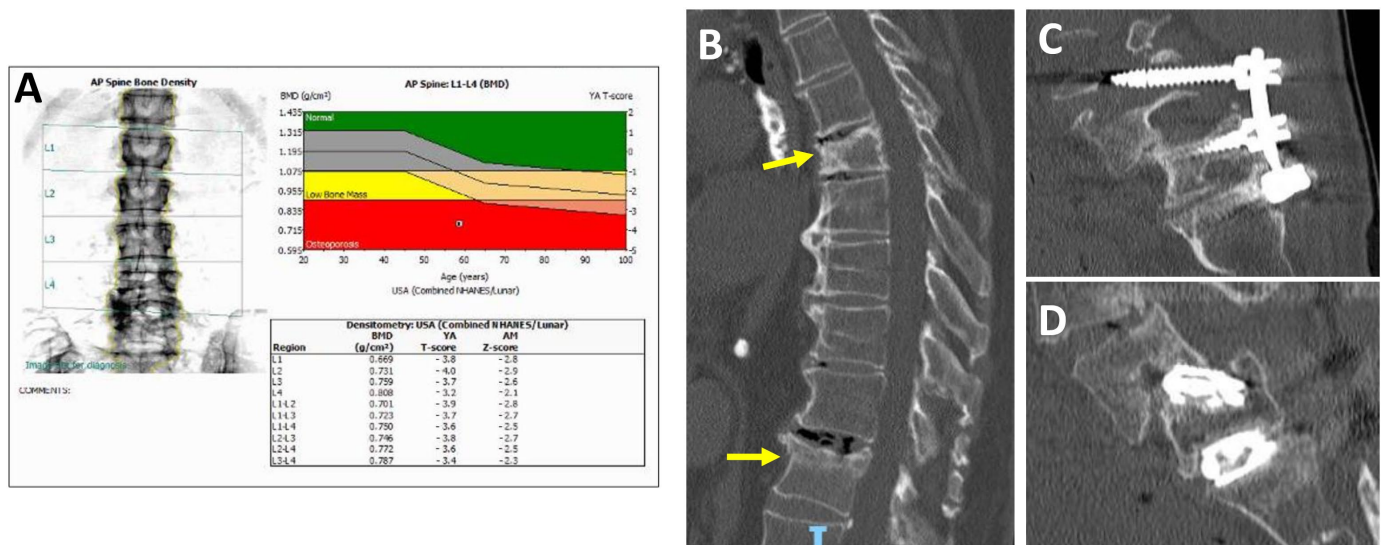 A
AP Spine Bone Density
L1
L2
L3
L4
COMMENTS:
AP Spine: L1-L4 (BMD)
BMD (g/cm²) YA T-score
1.435 2
1.315 1
1.195 0
1.075 -1
0.955 -2
0.835 -3
0.715 -4
0.595 -5
Normal
Low Bone Mass
Osteoporosis
20 30 40 50 60 70 80 90 100
Age (years)
USA (Combined NHANES/Lunar)
Densitometry: USA (Combined NHANES/Lunar)
BMD YA AM
Region (g/cm²) T-score Z-score
L1 0.669 -3.8 -2.8
L2 0.731 -4.0 -2.9
L3 0.759 -3.7 -2.6
L4 0.808 -3.2 -2.1
L1-L2 0.701 -3.9 -2.8
L1-L3 0.723 -3.7 -2.7
L1-L4 0.750 -3.6 -2.5
L2-L3 0.746 -3.8 -2.7
L2-L4 0.772 -3.6 -2.5
L3-L4 0.787 -3.4 -2.3
B
C
D